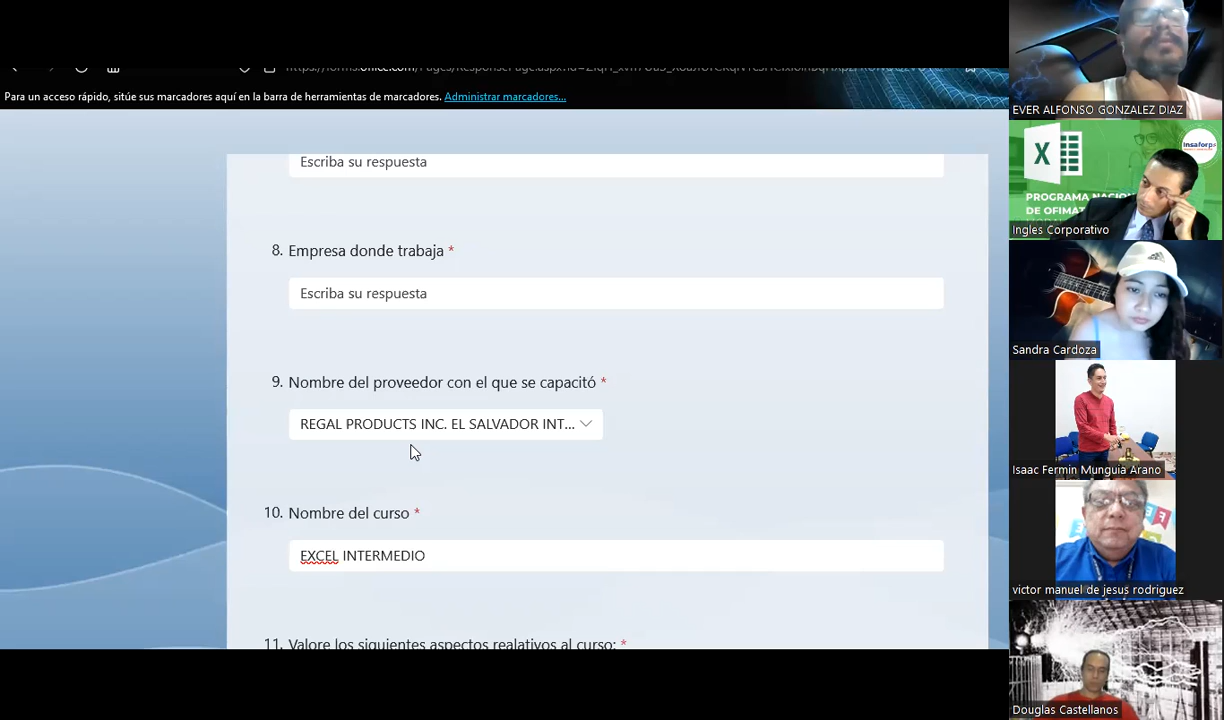 Para un acceso rápido, sitúe sus marcadores aquí en la barra de herramientas de marcadores. Administrar marcadores...
Escriba su respuesta
8. Empresa donde trabaja *
Escriba su respuesta
9. Nombre del proveedor con el que se capacitó *
REGAL PRODUCTS INC. EL SALVADOR INT...
10. Nombre del curso *
EXCEL INTERMEDIO
11. Valore los siguientes aspectos realativos al curso: *
EVER ALFONSO GONZALEZ DIAZ
X
insaforp
PROGRAMA NACIO
DE OFIMAT
Ingles Corporativo
Sandra Cardoza
Isaac Fermin Munguia Arano
victor manuel de jesus rodriguez
Douglas Castellanos